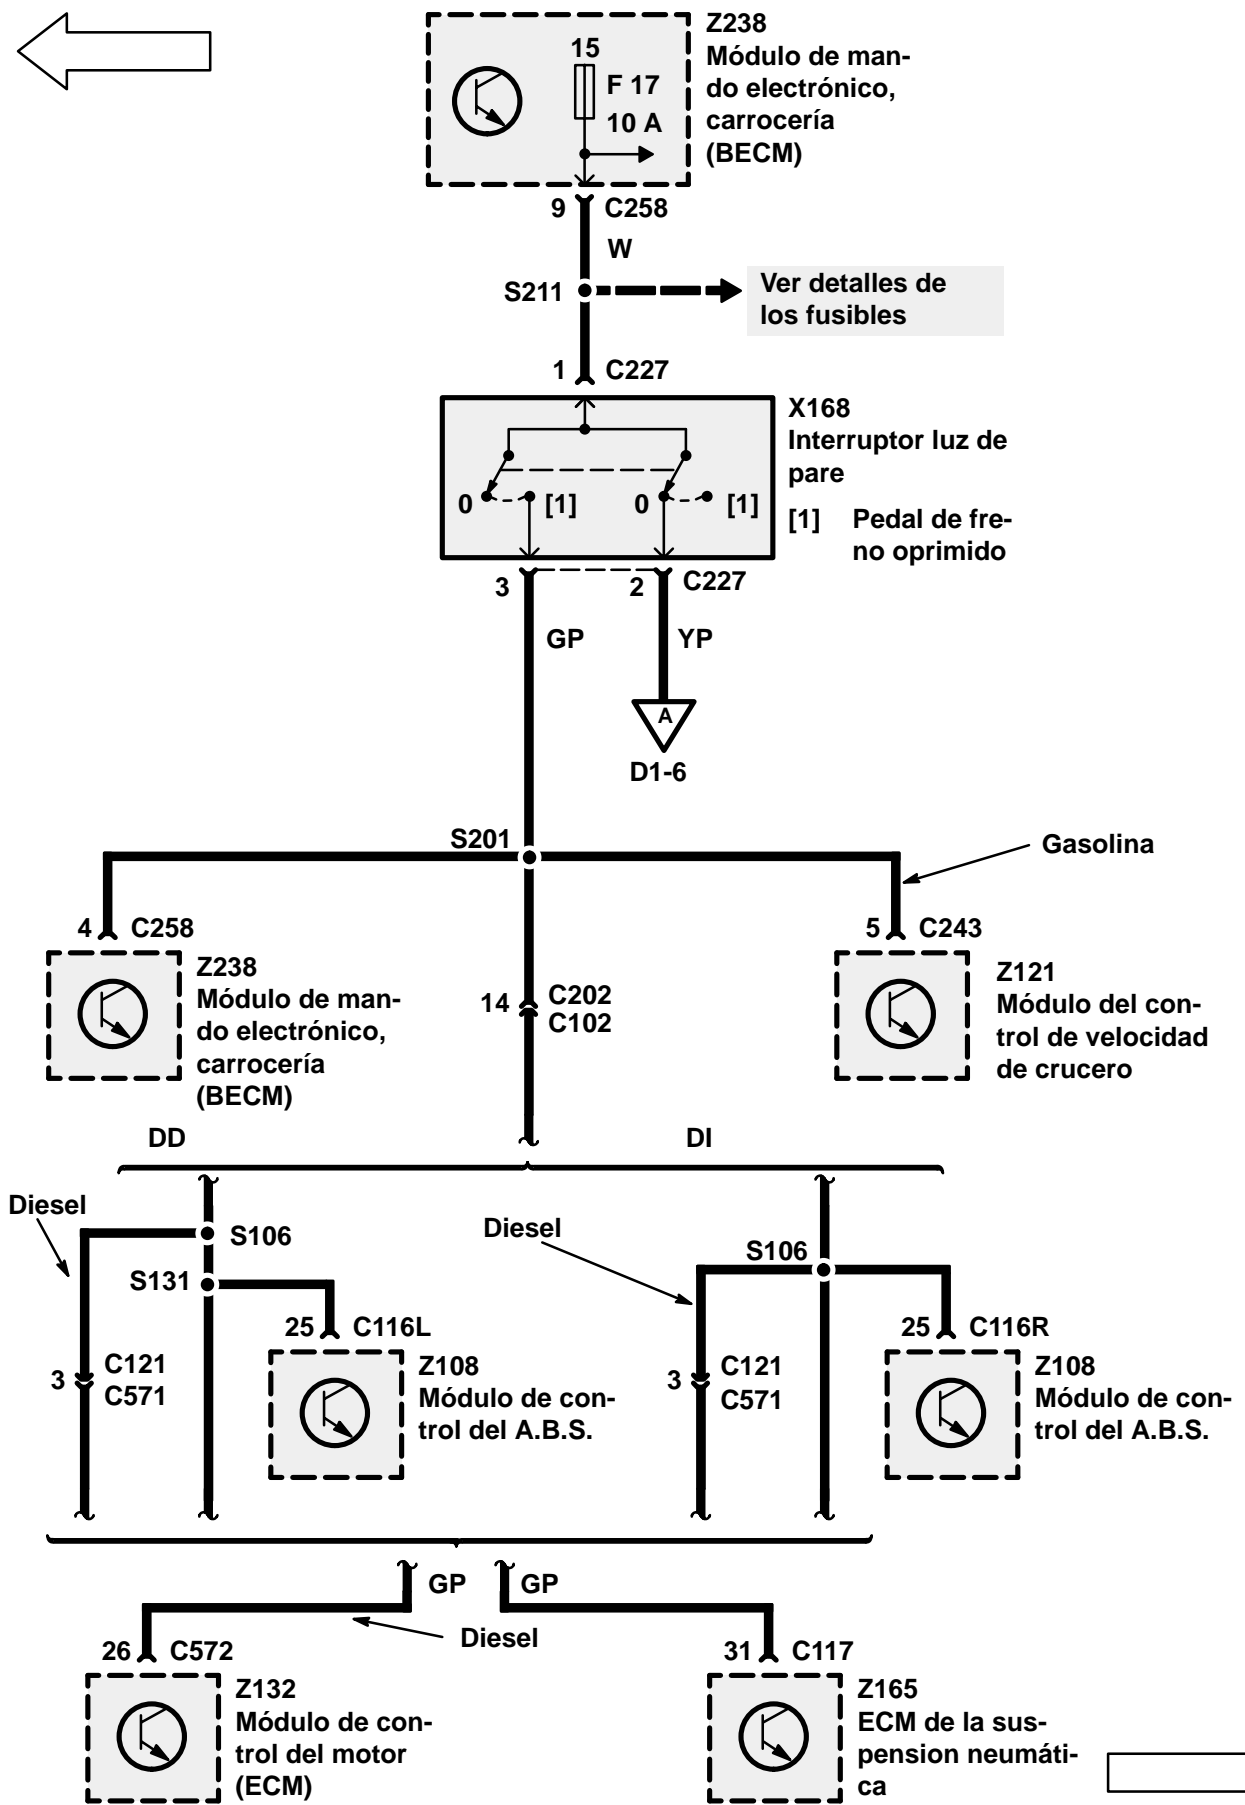 Z238
Módulo de man-
do electrónico,
carrocería
(BECM)
15
F 17
10 A
9 C258
W
S211
Ver detalles de
los fusibles
1 C227
X168
Interruptor luz de
pare
[1] Pedal de fre-
no oprimido
0 [1] 0 [1]
3 2 C227
GP YP
A
D1-6
S201
Gasolina
4 C258
Z238
Módulo de man-
do electrónico,
carrocería
(BECM)
14 C202
C102
5 C243
Z121
Módulo del con-
trol de velocidad
de crucero
DD DI
Diesel
S106
S131
25 C116L
3 C121
C571
Z108
Módulo de con-
trol del A.B.S.
Diesel
S106
25 C116R
3 C121
C571
Z108
Módulo de con-
trol del A.B.S.
GP GP
Diesel
26 C572
Z132
Módulo de con-
trol del motor
(ECM)
31 C117
Z165
ECM de la sus-
pension neumáti-
ca